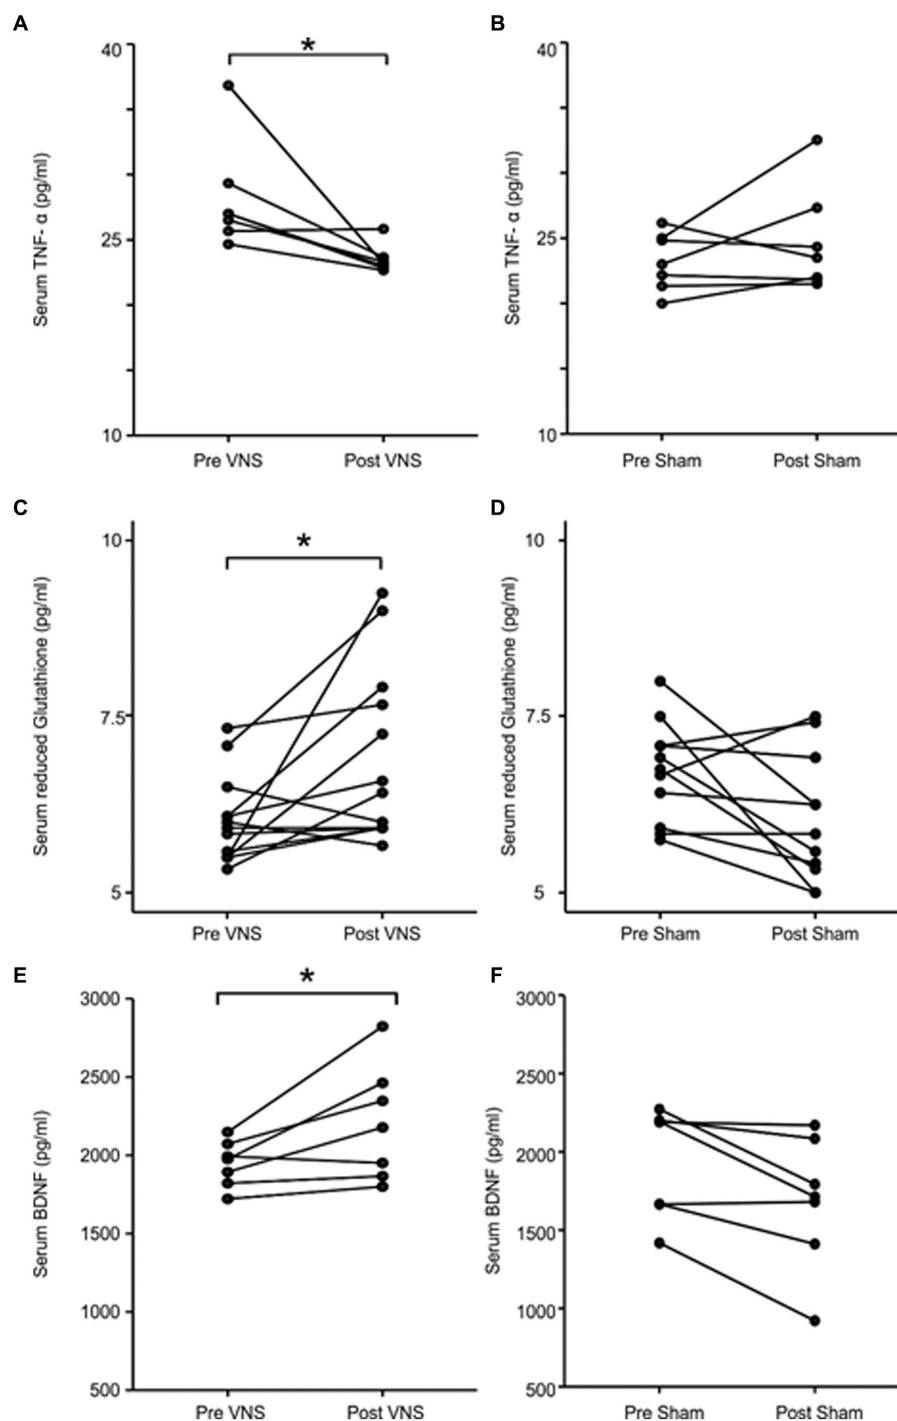 A
*
40
25
10
Serum TNF- α (pg/ml)
Pre VNS
Post VNS
B
40
25
10
Serum TNF- α (pg/ml)
Pre Sham
Post Sham
C
*
10
7.5
5
Serum reduced Glutathione (pg/ml)
Pre VNS
Post VNS
D
10
7.5
5
Serum reduced Glutathione (pg/ml)
Pre Sham
Post Sham
E
*
3000
2500
2000
1500
1000
500
Serum BDNF (pg/ml)
Pre VNS
Post VNS
F
3000
2500
2000
1500
1000
500
Serum BDNF (pg/ml)
Pre Sham
Post Sham